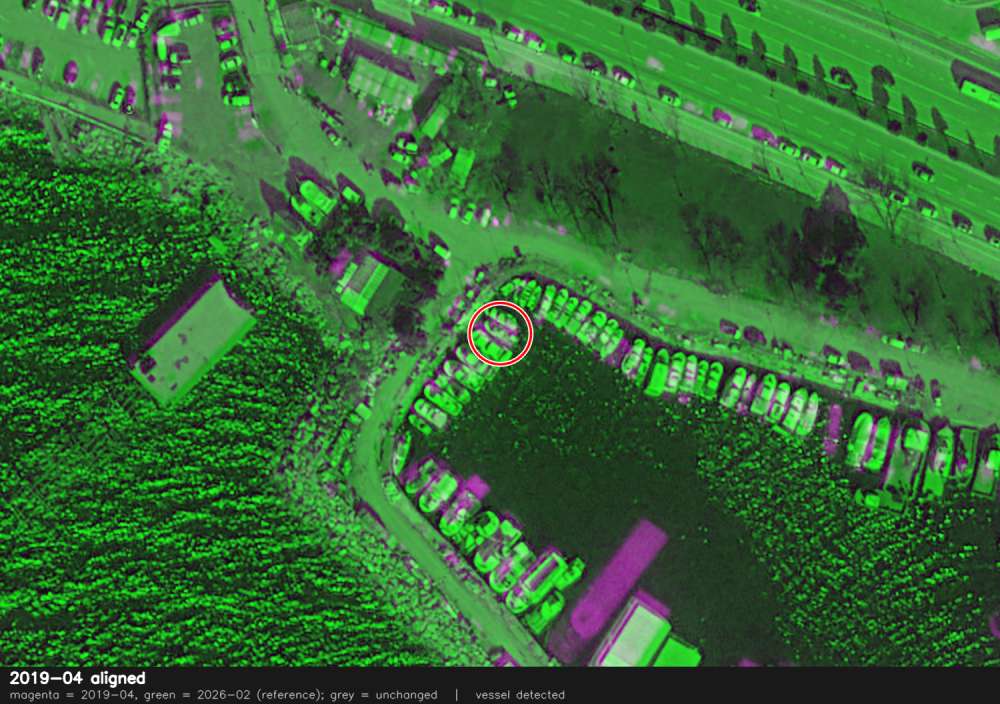 2019-04 aligned
magenta = 2019-04, green = 2026-02 (reference); grey = unchanged | vessel detected